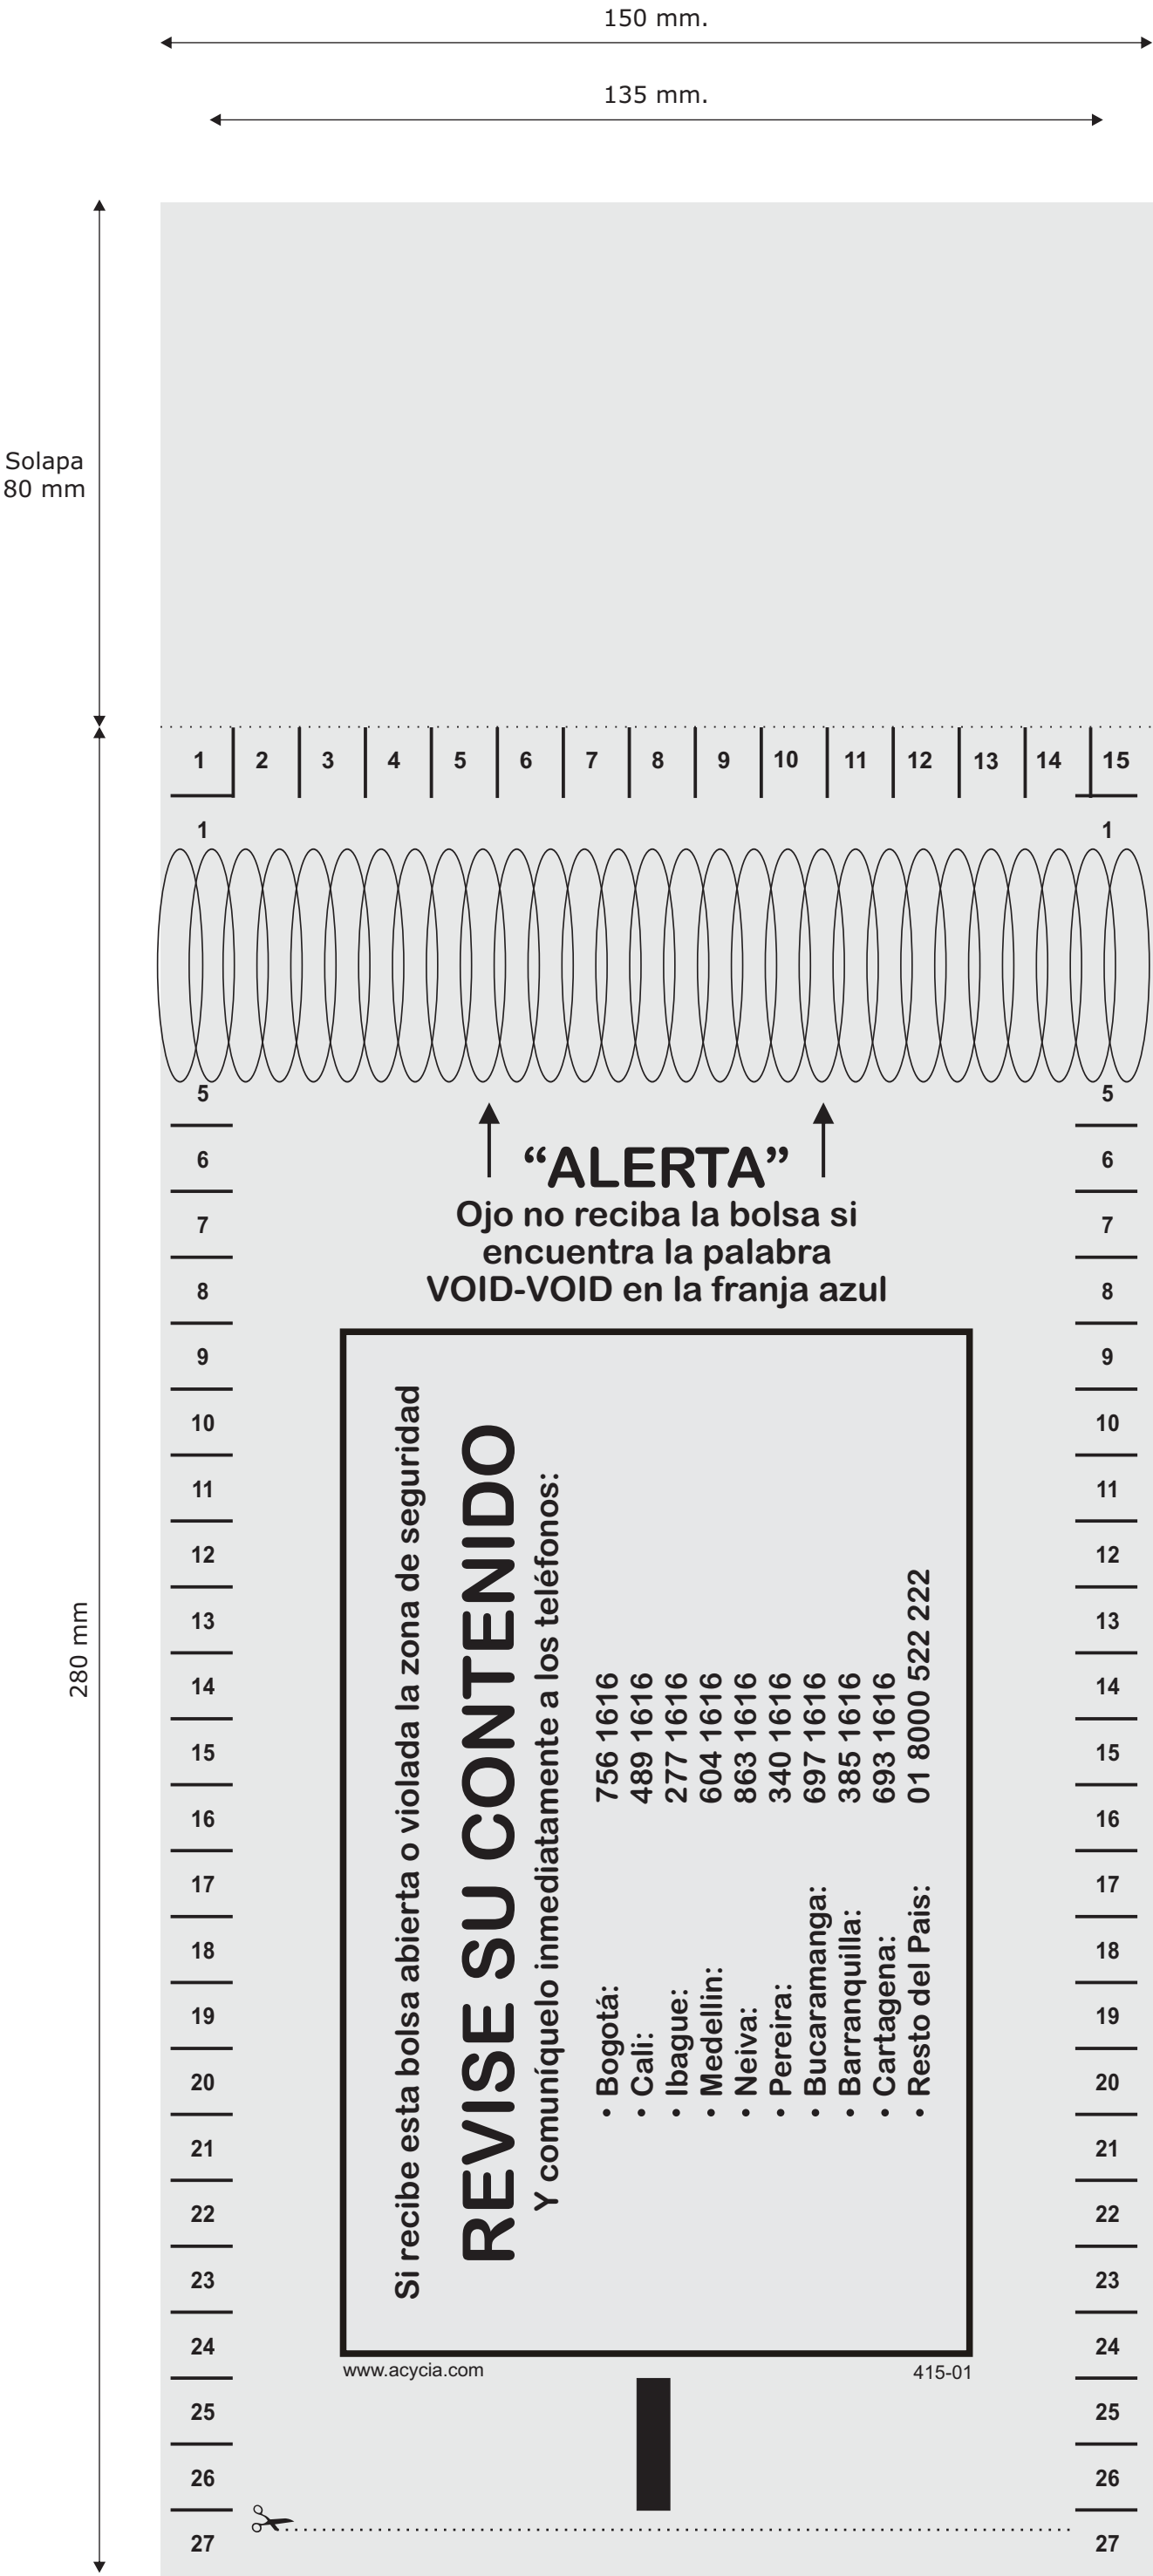 150 mm.
135 mm.
Solapa
80 mm
1 2 3 4 5 6 7 8 9 10 11 12 13 14 15
1 1
5 5
“ALERTA”
6 6
Ojo no reciba la bolsa si
7 7
encuentra la palabra
VOID-VOID en la franja azul
8 8
9 9
10 10
11 11
12 12
13 13
14 14
15 15
16 16
17 17
18 18
19 19
20 20
21 21
22 22
23 23
24 24
25 25
26 26
27 27
280 mm
Si recibe esta bolsa abierta o violada la zona de seguridad
REVISE SU CONTENIDO
Y comuníquelo inmediatamente a los teléfonos:
• Bogotá: 756 1616
• Cali: 489 1616
• Ibague: 277 1616
• Medellin: 604 1616
• Neiva: 863 1616
• Pereira: 340 1616
• Bucaramanga: 697 1616
• Barranquilla: 385 1616
• Cartagena: 693 1616
• Resto del Pais: 01 8000 522 222
www.acycia.com 415-01